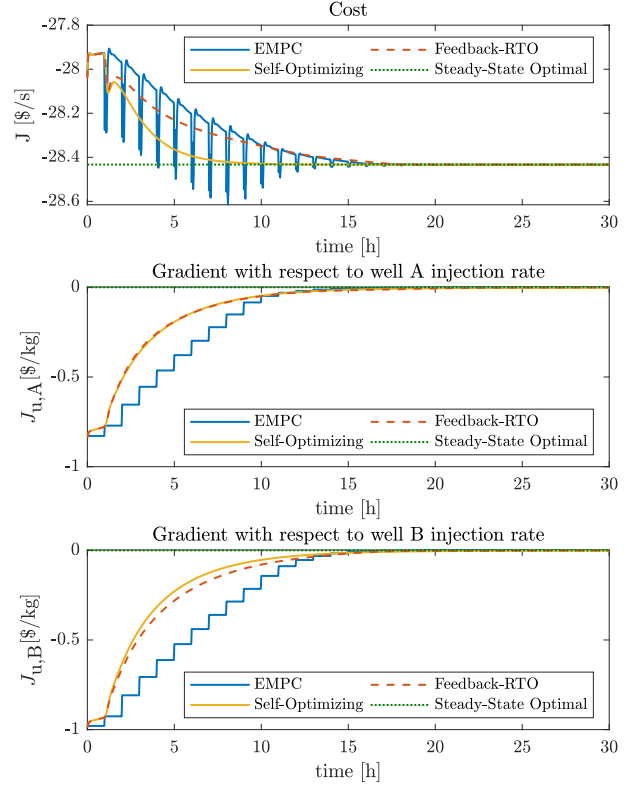 Cost
-27.8
-28
-28.2
-28.4
-28.6
J [$/s]
EMPC
Feedback-RTO
Self-Optimizing
Steady-State Optimal
0 5 10 15 20 25 30
time [h]
Gradient with respect to well A injection rate
0
-0.5
-1
J_u,A [$/kg]
EMPC
Feedback-RTO
Self-Optimizing
Steady-State Optimal
0 5 10 15 20 25 30
time [h]
Gradient with respect to well B injection rate
0
-0.5
-1
J_u,B [$/kg]
EMPC
Feedback-RTO
Self-Optimizing
Steady-State Optimal
0 5 10 15 20 25 30
time [h]